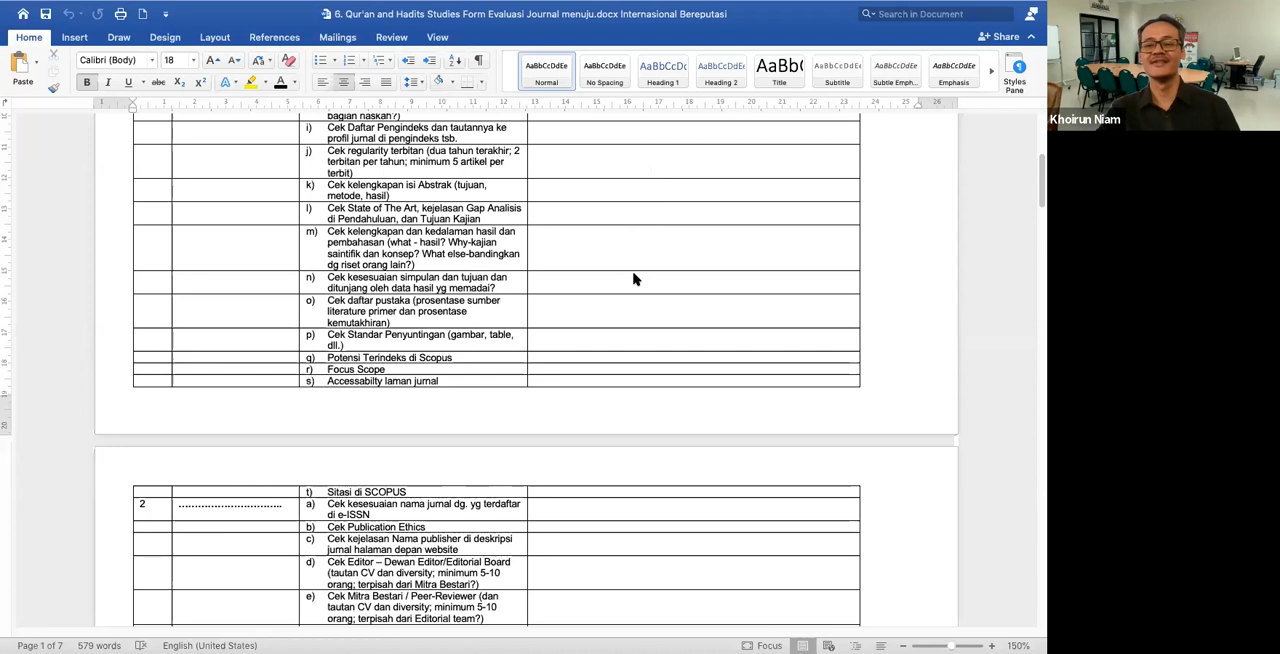 6. Qur'an and Hadits Studies Form Evaluasi Journal menuju.docx Internasional Bereputasi
Search in Document
Home Insert Draw Design Layout References Mailings Review View
Share
Paste
Calibri (Body) 18
AaBbCcDdEe AaBbCcDdEe AaBbCcDc AaBbCcDdEe AaBbC AaBbCcDdEe AaBbCcDdEe AaBbCcDdEe
Normal No Spacing Heading 1 Heading 2 Title Subtitle Subtle Emph... Emphasis
Styles
Pane
Khoirun Niam
bagian naskah?)
i) Cek Daftar Pengindeks dan tautannya ke
profil jurnal di pengindeks tsb.
j) Cek regularity terbitan (dua tahun terakhir; 2
terbitan per tahun; minimum 5 artikel per
terbit)
k) Cek kelengkapan isi Abstrak (tujuan,
metode, hasil)
l) Cek State of The Art, kejelasan Gap Analisis
di Pendahuluan, dan Tujuan Kajian
m) Cek kelengkapan dan kedalaman hasil dan
pembahasan (what - hasil? Why-kajian
saintifik dan konsep? What else-bandingkan
dg riset orang lain?)
n) Cek kesesuaian simpulan dan tujuan dan
ditunjang oleh data hasil yg memadai?
o) Cek daftar pustaka (prosentase sumber
literature primer dan prosentase
kemutakhiran)
p) Cek Standar Penyuntingan (gambar, table,
dll.)
q) Potensi Terindeks di Scopus
r) Focus Scope
s) Accessabilty laman jurnal
t) Sitasi di SCOPUS
2 ................................ a) Cek kesesuaian nama jurnal dg. yg terdaftar
di e-ISSN
b) Cek Publication Ethics
c) Cek kejelasan Nama publisher di deskripsi
jurnal halaman depan website
d) Cek Editor – Dewan Editor/Editorial Board
(tautan CV dan diversity; minimum 5-10
orang; terpisah dari Mitra Bestari?)
e) Cek Mitra Bestari / Peer-Reviewer (dan
tautan CV dan diversity; minimum 5-10
orang; terpisah dari Editorial team?)
Page 1 of 7 579 words English (United States) Focus 150%